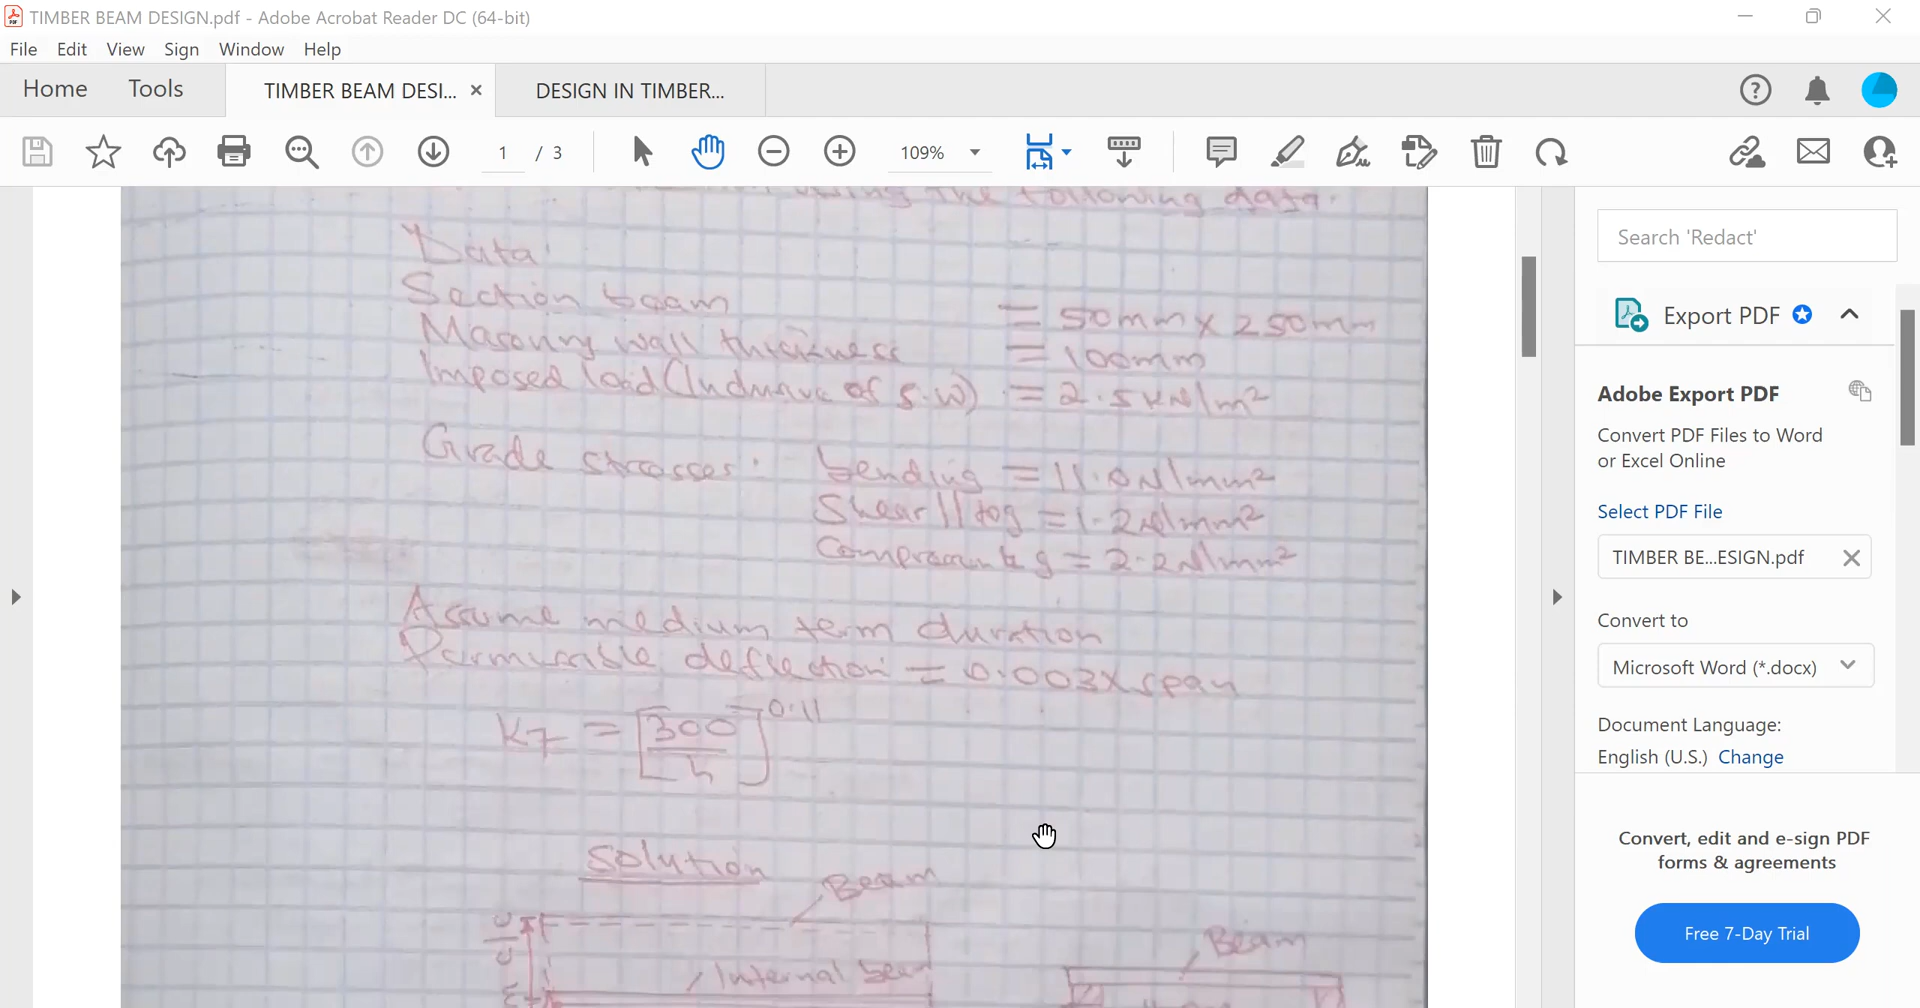 TIMBER BEAM DESIGN.pdf - Adobe Acrobat Reader DC (64-bit)
File Edit View Sign Window Help
Home Tools TIMBER BEAM DESI... × DESIGN IN TIMBER...
1 / 3 109%
using the following data.
Data:
Section beam = 50mm x 250mm
Masonry wall thickness = 100mm
Imposed load (Inclusive of s.w) = 2.5kN/m²
Grade stresses: bending = 11.0N/mm²
Shear // to g = 1.2N/mm²
g = 2.2N/mm²
Assume medium term duration
Permissible deflection = 0.003 x span
K7 = [300/h]0.11
Solution
Beam
Internal beam
Beam
Search 'Redact'
Export PDF
Adobe Export PDF
Convert PDF Files to Word
or Excel Online
Select PDF File
TIMBER BE...ESIGN.pdf
Convert to
Microsoft Word (*.docx)
Document Language:
English (U.S.) Change
Convert, edit and e-sign PDF
forms & agreements
Free 7-Day Trial